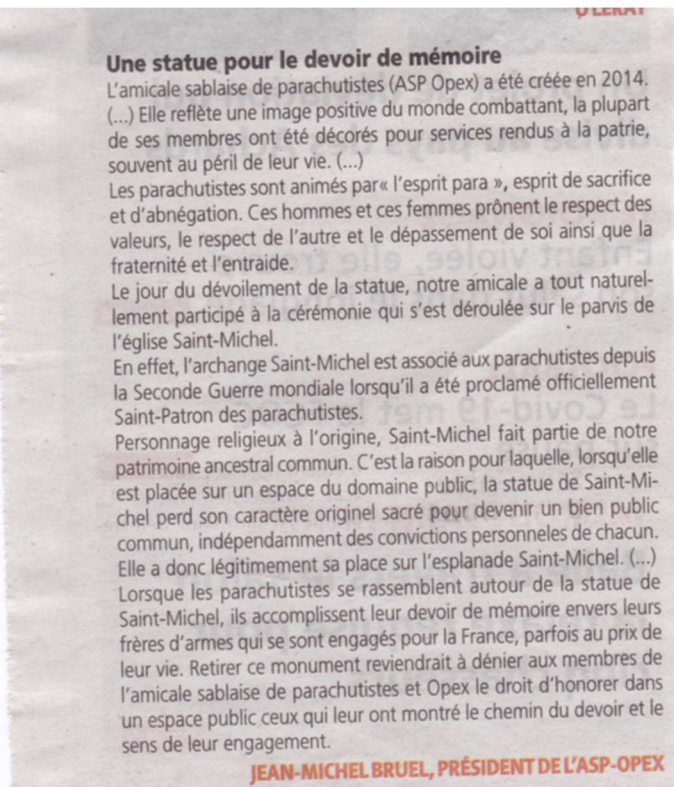 Une statue pour le devoir de mémoire
L'amicale sablaise de parachutistes (ASP Opex) a été créée en 2014.
(...) Elle reflète une image positive du monde combattant, la plupart
de ses membres ont été décorés pour services rendus à la patrie,
souvent au péril de leur vie. (...)
Les parachutistes sont animés par« l'esprit para », esprit de sacrifice
et d'abnégation. Ces hommes et ces femmes prônent le respect des
valeurs, le respect de l'autre et le dépassement de soi ainsi que la
fraternité et l'entraide.
Le jour du dévoilement de la statue, notre amicale a tout naturel-
lement participé à la cérémonie qui s'est déroulée sur le parvis de
l'église Saint-Michel.
En effet, l'archange Saint-Michel est associé aux parachutistes depuis
la Seconde Guerre mondiale lorsqu'il a été proclamé officiellement
Saint-Patron des parachutistes.
Personnage religieux à l'origine, Saint-Michel fait partie de notre
patrimoine ancestral commun. C'est la raison pour laquelle, lorsqu'elle
est placée sur un espace du domaine public, la statue de Saint-Mi-
chel perd son caractère originel sacré pour devenir un bien public
commun, indépendamment des convictions personneles de chacun.
Elle a donc légitimement sa place sur l'esplanade Saint-Michel. (...)
Lorsque les parachutistes se rassemblent autour de la statue de
Saint-Michel, ils accomplissent leur devoir de mémoire envers leurs
frères d'armes qui se sont engagés pour la France, parfois au prix de
leur vie. Retirer ce monument reviendrait à dénier aux membres de
l'amicale sablaise de parachutistes et Opex le droit d'honorer dans
un espace public ceux qui leur ont montré le chemin du devoir et le
sens de leur engagement.
JEAN-MICHEL BRUEL, PRÉSIDENT DE L'ASP-OPEX